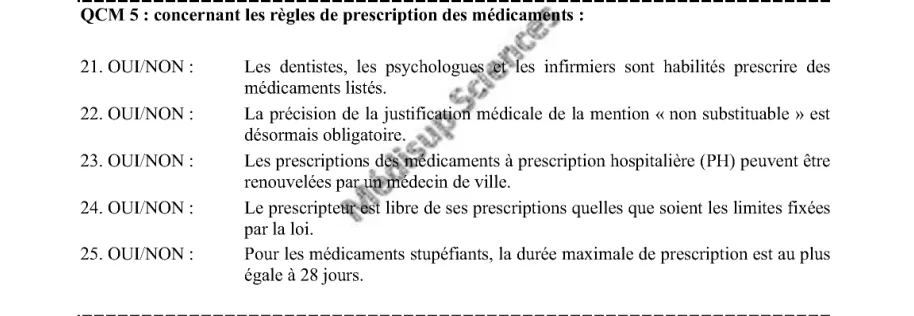 QCM 5 : concernant les règles de prescription des médicaments :
21. OUI/NON : Les dentistes, les psychologues et les infirmiers sont habilités prescrire des
médicaments listés.
22. OUI/NON : La précision de la justification médicale de la mention « non substituable » est
désormais obligatoire.
23. OUI/NON : Les prescriptions des médicaments à prescription hospitalière (PH) peuvent être
renouvelées par un médecin de ville.
24. OUI/NON : Le prescripteur est libre de ses prescriptions quelles que soient les limites fixées
par la loi.
25. OUI/NON : Pour les médicaments stupéfiants, la durée maximale de prescription est au plus
égale à 28 jours.
Médisup Sciences